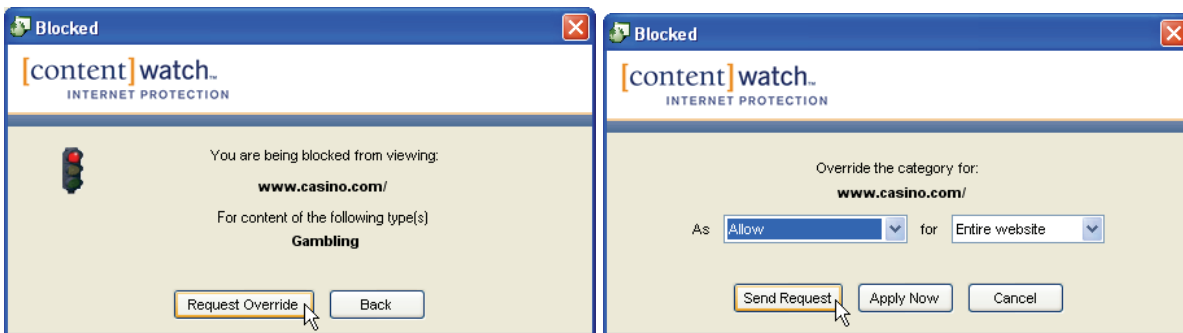 Blocked
[content]watch™
INTERNET PROTECTION
You are being blocked from viewing:
www.casino.com/
For content of the following type(s)
Gambling
Request Override
Back
Blocked
[content]watch™
INTERNET PROTECTION
Override the category for:
www.casino.com/
As Allow for Entire website
Send Request
Apply Now
Cancel